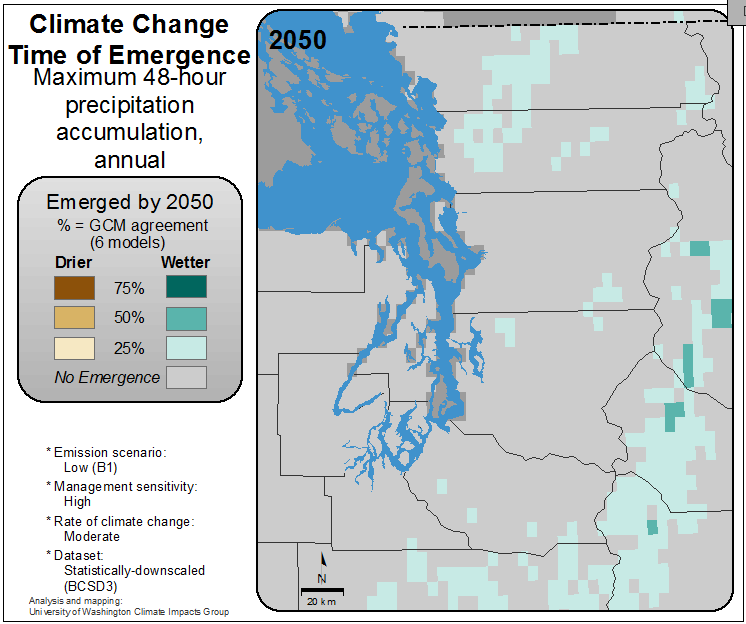 Climate Change
Time of Emergence
Maximum 48-hour
precipitation
accumulation,
annual
Emerged by 2050
% = GCM agreement
(6 models)
Drier Wetter
75%
50%
25%
No Emergence
* Emission scenario:
Low (B1)
* Management sensitivity:
High
* Rate of climate change:
Moderate
* Dataset:
Statistically-downscaled
(BCSD3)
Analysis and mapping:
University of Washington Climate Impacts Group
2050
N
20 km